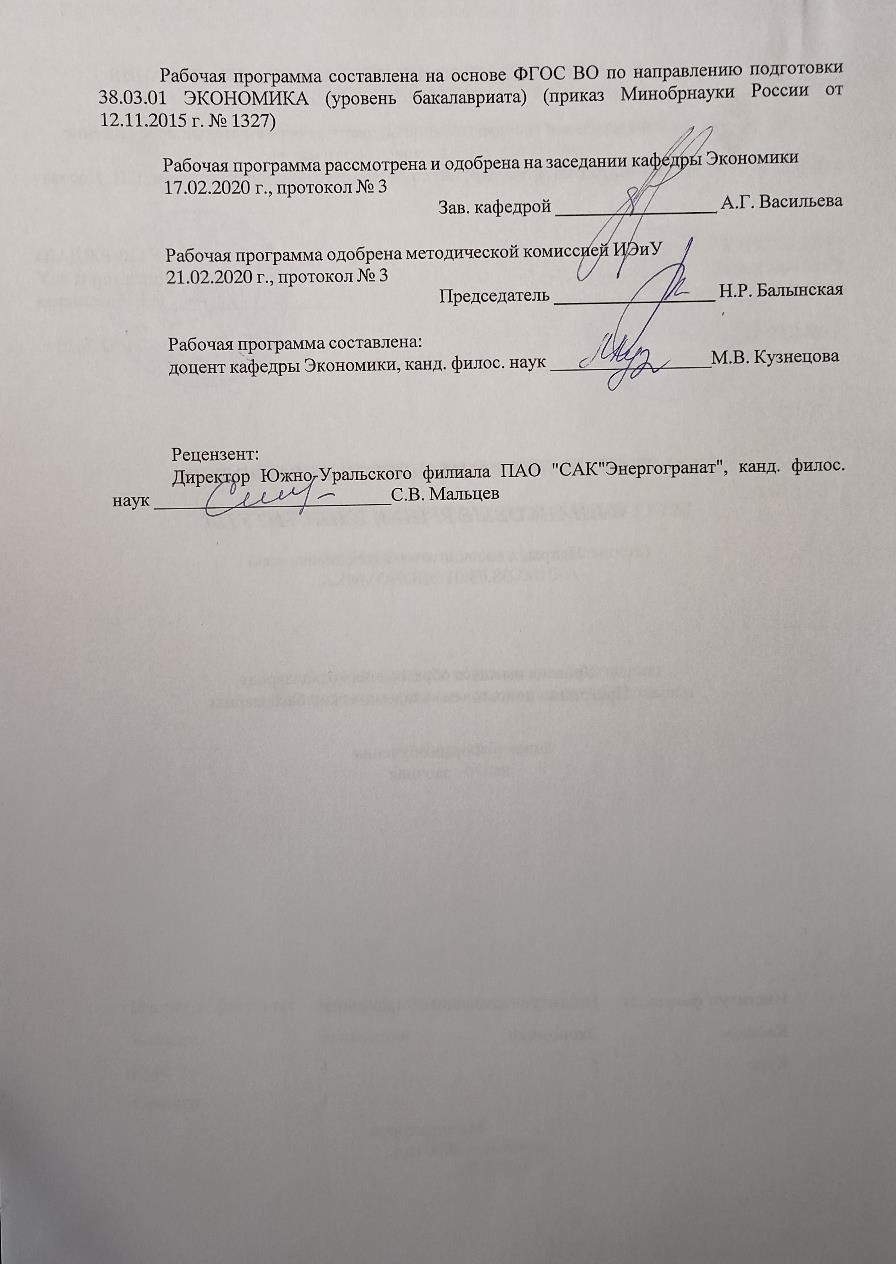 Рабочая программа составлена на основе ФГОС ВО по направлению подготовки
38.03.01 ЭКОНОМИКА (уровень бакалавриата) (приказ Минобрнауки России от
12.11.2015 г. № 1327)
Рабочая программа рассмотрена и одобрена на заседании кафедры Экономики
17.02.2020 г., протокол № 3
Зав. кафедрой ___________________ А.Г. Васильева
Рабочая программа одобрена методической комиссией ИЭиУ
21.02.2020 г., протокол № 3
Председатель ___________________ Н.Р. Балынская
Рабочая программа составлена:
доцент кафедры Экономики, канд. филос. наук ___________________М.В. Кузнецова
Рецензент:
Директор Южно-Уральского филиала ПАО "САК"Энергогранат", канд. филос.
наук ____________________________С.В. Мальцев